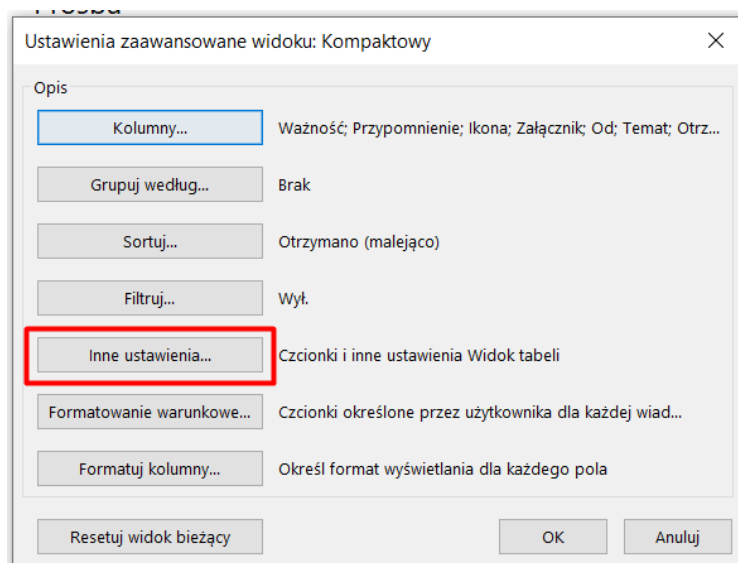 Prośba
Ustawienia zaawansowane widoku: Kompaktowy
Opis
Kolumny... Ważność; Przypomnienie; Ikona; Załącznik; Od; Temat; Otrz...
Grupuj według... Brak
Sortuj... Otrzymano (malejąco)
Filtruj... Wył.
Inne ustawienia... Czcionki i inne ustawienia Widok tabeli
Formatowanie warunkowe... Czcionki określone przez użytkownika dla każdej wiad...
Formatuj kolumny... Określ format wyświetlania dla każdego pola
Resetuj widok bieżący OK Anuluj